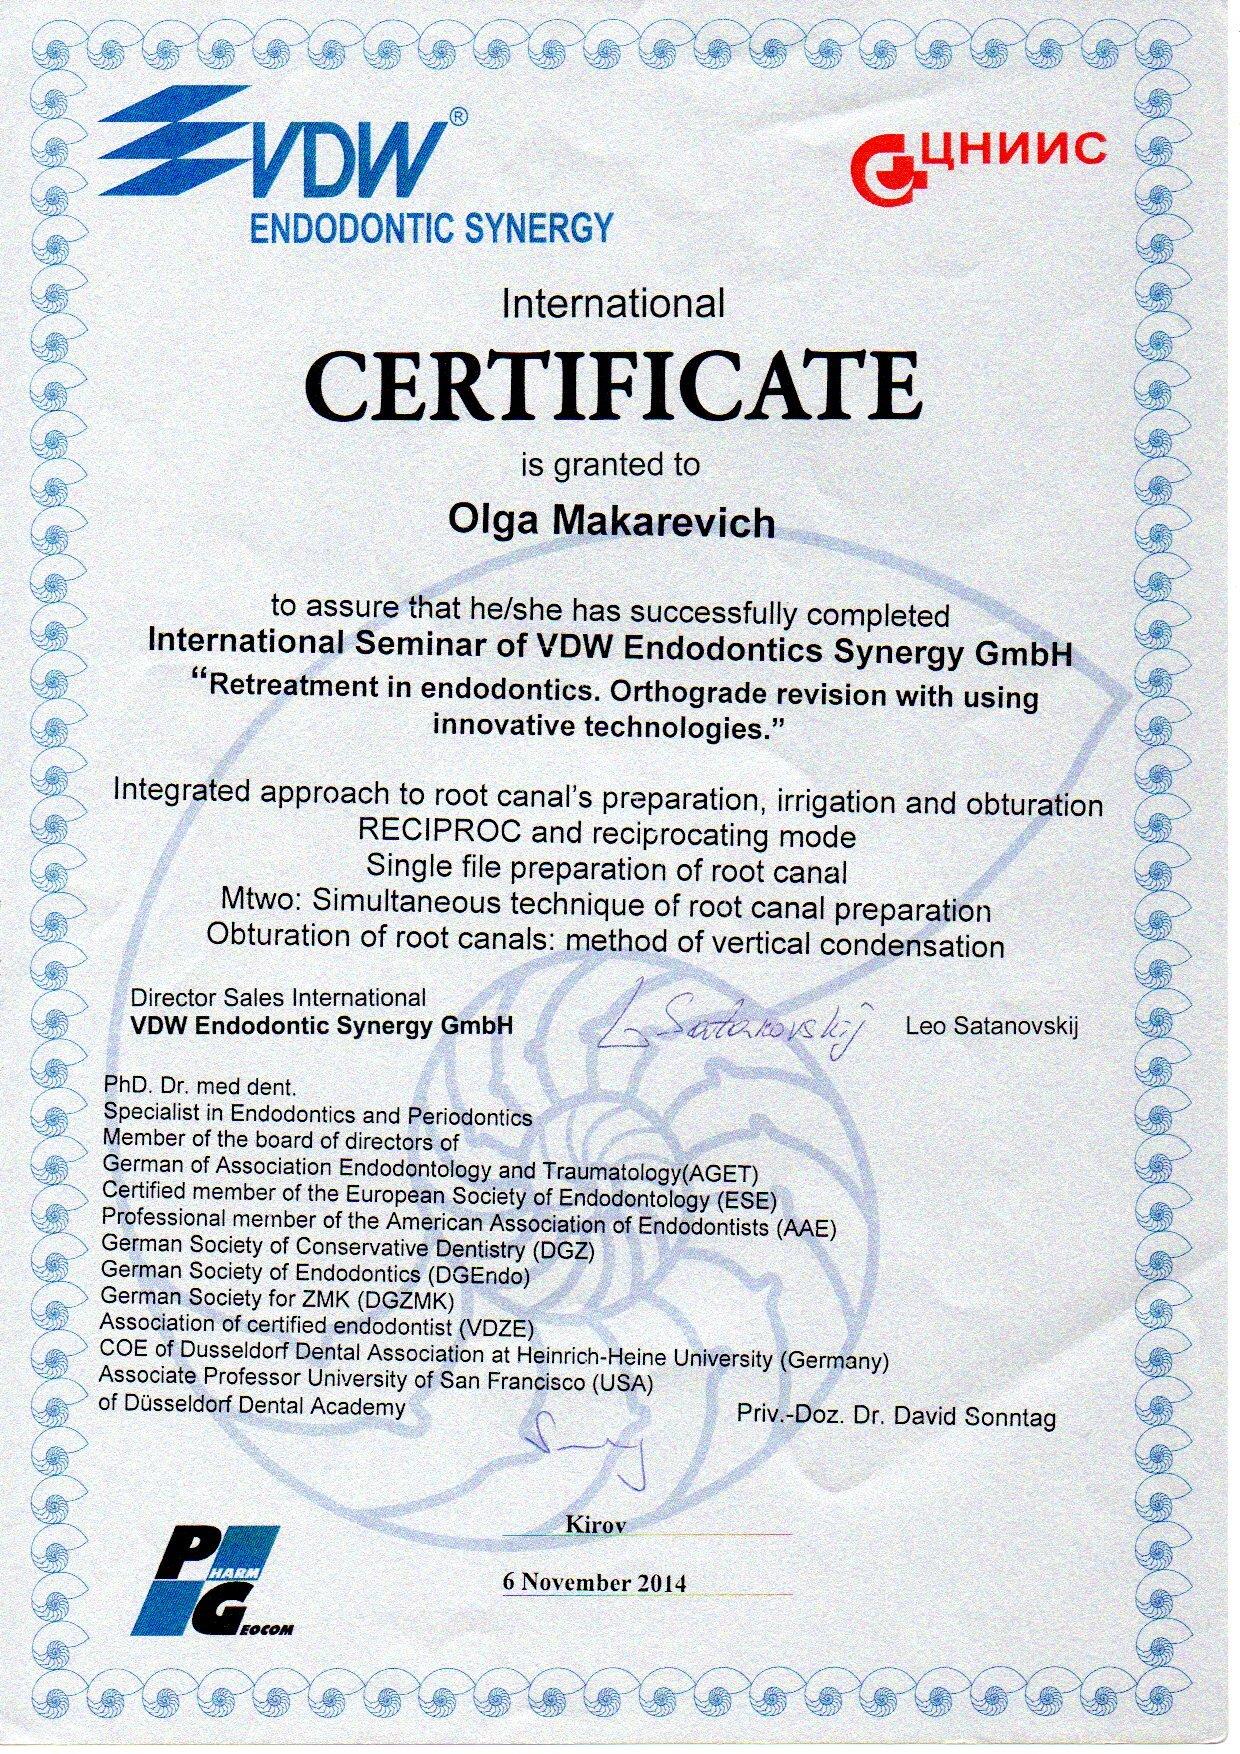 VDW®
ENDODONTIC SYNERGY
ЦНИИС
International
CERTIFICATE
is granted to
Olga Makarevich
to assure that he/she has successfully completed
International Seminar of VDW Endodontics Synergy GmbH
“Retreatment in endodontics. Orthograde revision with using
innovative technologies.”
Integrated approach to root canal’s preparation, irrigation and obturation
RECIPROC and reciprocating mode
Single file preparation of root canal
Mtwo: Simultaneous technique of root canal preparation
Obturation of root canals: method of vertical condensation
Director Sales International
VDW Endodontic Synergy GmbH
L Satanovskij
Leo Satanovskij
PhD. Dr. med dent.
Specialist in Endodontics and Periodontics
Member of the board of directors of
German of Association Endodontology and Traumatology(AGET)
Certified member of the European Society of Endodontology (ESE)
Professional member of the American Association of Endodontists (AAE)
German Society of Conservative Dentistry (DGZ)
German Society of Endodontics (DGEndo)
German Society for ZMK (DGZMK)
Association of certified endodontist (VDZE)
COE of Dusseldorf Dental Association at Heinrich-Heine University (Germany)
Associate Professor University of San Francisco (USA)
of Düsseldorf Dental Academy
Priv.-Doz. Dr. David Sonntag
Kirov
6 November 2014
PHARM
GEOCOM